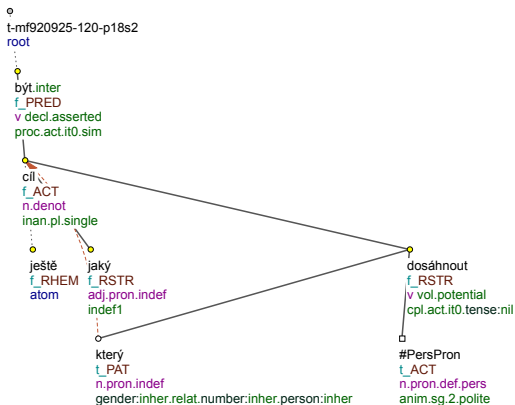 t-mf920925-120-p18s2
root
být.inter
f_PRED
v decl.asserted
proc.act.it0.sim
cíl
f_ACT
n.denot
inan.pl.single
ještě
f_RHEM
atom
jaký
f_RSTR
adj.pron.indef
indef1
dosáhnout
f_RSTR
v vol.potential
cpl.act.it0.tense:nil
který
t_PAT
n.pron.indef
gender:inher.relat.number:inher.person:inher
#PersPron
t_ACT
n.pron.def.pers
anim.sg.2.polite